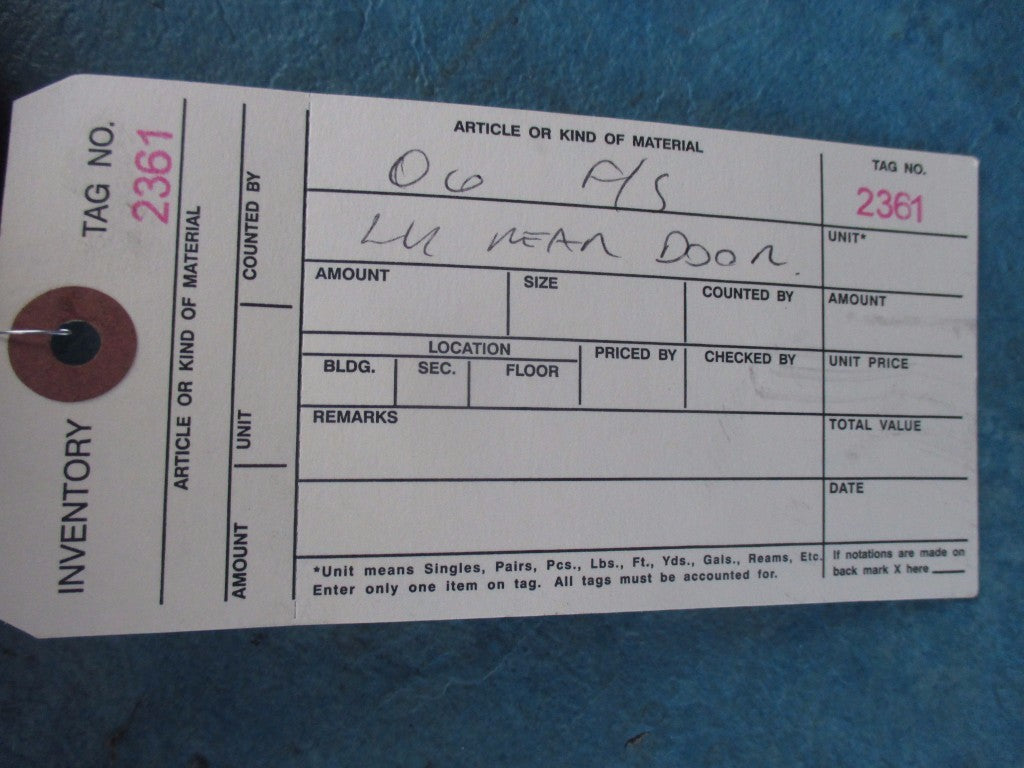 INVENTORY
TAG NO.
2361
ARTICLE OR KIND OF MATERIAL
AMOUNT
UNIT
COUNTED BY
ARTICLE OR KIND OF MATERIAL
06 P/S
LH REAR DOOR.
TAG NO.
2361
UNIT*
AMOUNT
SIZE
COUNTED BY
AMOUNT
LOCATION
BLDG.
SEC.
FLOOR
PRICED BY
CHECKED BY
UNIT PRICE
REMARKS
TOTAL VALUE
DATE
*Unit means Singles, Pairs, Pcs., Lbs., Ft., Yds., Gals., Reams, Etc.
Enter only one item on tag. All tags must be accounted for.
If notations are made on
back mark X here